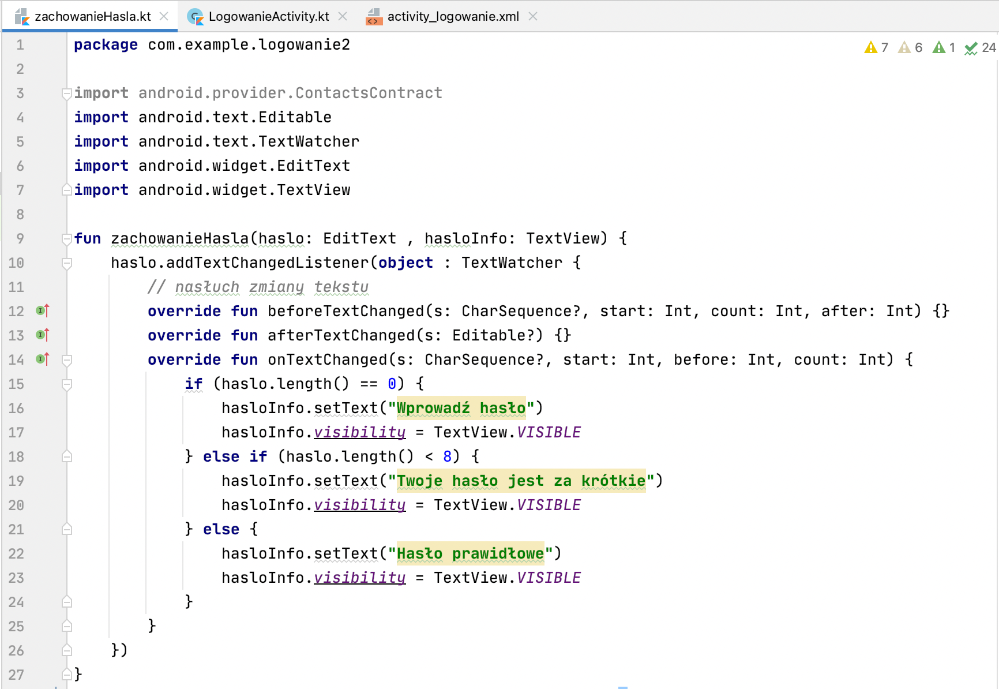 zachowanieHasla.kt LogowanieActivity.kt activity_logowanie.xml
1 package com.example.logowanie2 7 6 1 24
2
3 import android.provider.ContactsContract
4 import android.text.Editable
5 import android.text.TextWatcher
6 import android.widget.EditText
7 import android.widget.TextView
8
9 fun zachowanieHasla(haslo: EditText , hasloInfo: TextView) {
10 haslo.addTextChangedListener(object : TextWatcher {
11 // nasłuch zmiany tekstu
12 override fun beforeTextChanged(s: CharSequence?, start: Int, count: Int, after: Int) {}
13 override fun afterTextChanged(s: Editable?) {}
14 override fun onTextChanged(s: CharSequence?, start: Int, before: Int, count: Int) {
15 if (haslo.length() == 0) {
16 hasloInfo.setText("Wprowadź hasło")
17 hasloInfo.visibility = TextView.VISIBLE
18 } else if (haslo.length() < 8) {
19 hasloInfo.setText("Twoje hasło jest za krótkie")
20 hasloInfo.visibility = TextView.VISIBLE
21 } else {
22 hasloInfo.setText("Hasło prawidłowe")
23 hasloInfo.visibility = TextView.VISIBLE
24 }
25 }
26 })
27 }